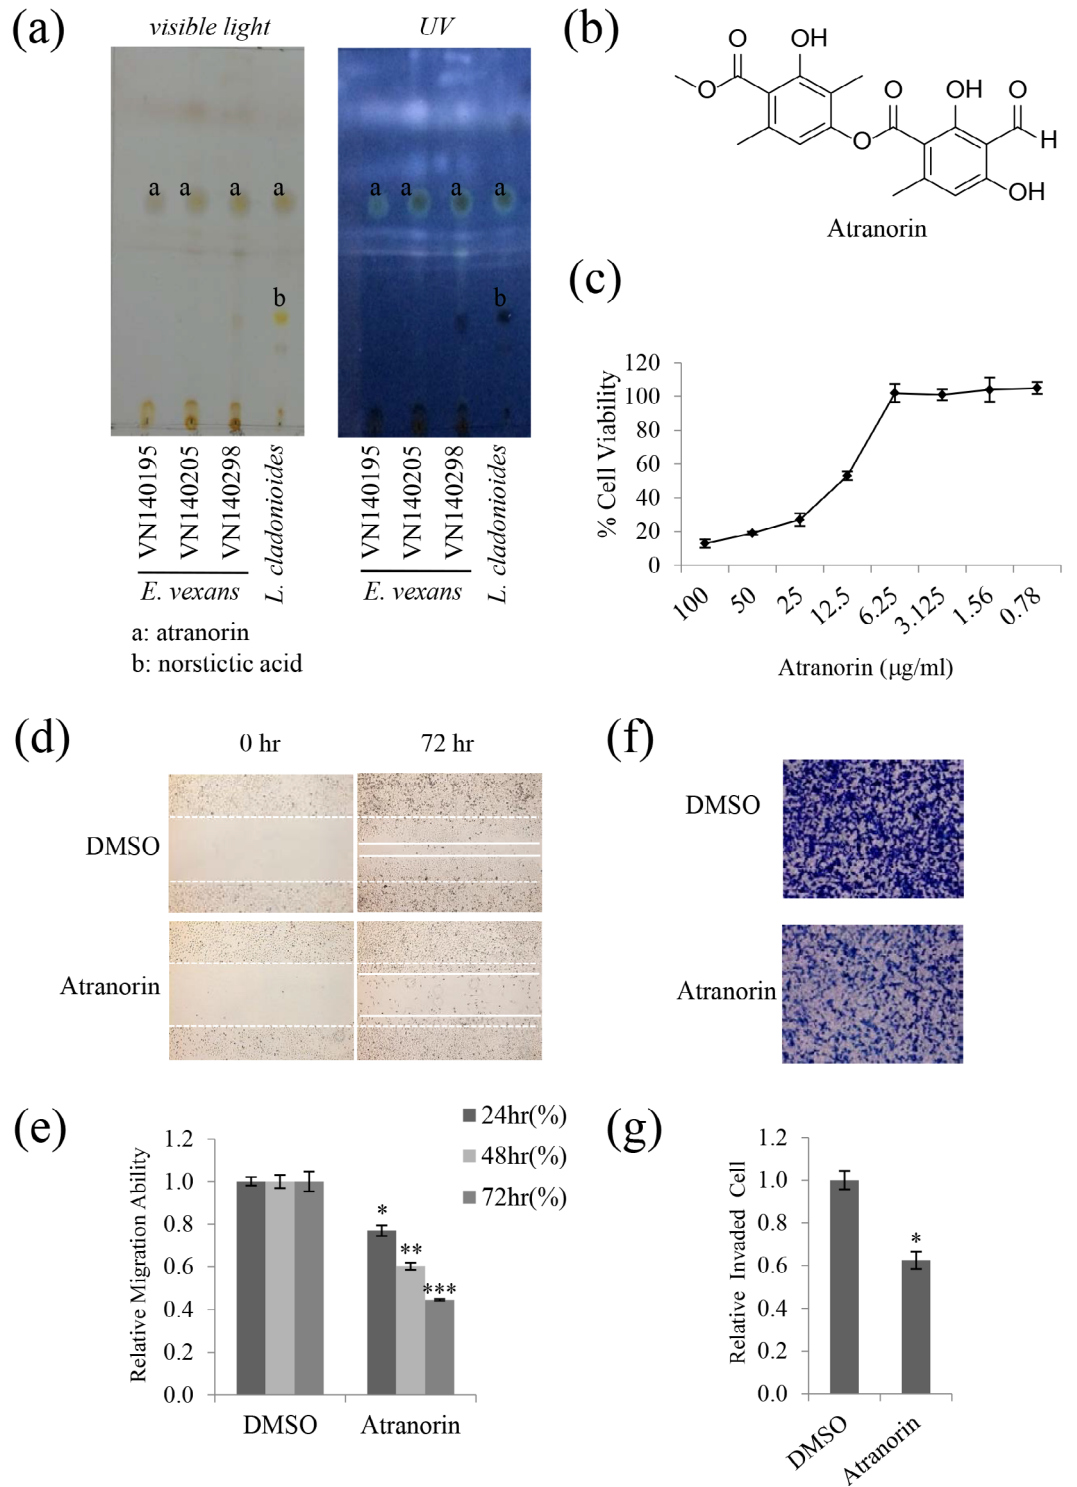 (a)
visible light
UV
a
a
a
a
b
a
a
a
a
b
VN140195
VN140205
VN140298
L. cladonioides
E. vexans
VN140195
VN140205
VN140298
L. cladonioides
E. vexans
a: atranorin
b: norstictic acid
(b)
O
OH
O
O
O
OH
O
H
OH
Atranorin
(c)
% Cell Viability
120
100
80
60
40
20
0
100
50
25
12.5
6.25
3.125
1.56
0.78
Atranorin (μg/ml)
(d)
0 hr
72 hr
DMSO
Atranorin
(f)
DMSO
Atranorin
(e)
24hr(%)
48hr(%)
72hr(%)
Relative Migration Ability
1.2
1.0
0.8
0.6
0.4
0.2
0.0
*
**
***
DMSO
Atranorin
(g)
Relative Invaded Cell
1.2
1.0
0.8
0.6
0.4
0.2
0.0
*
DMSO
Atranorin